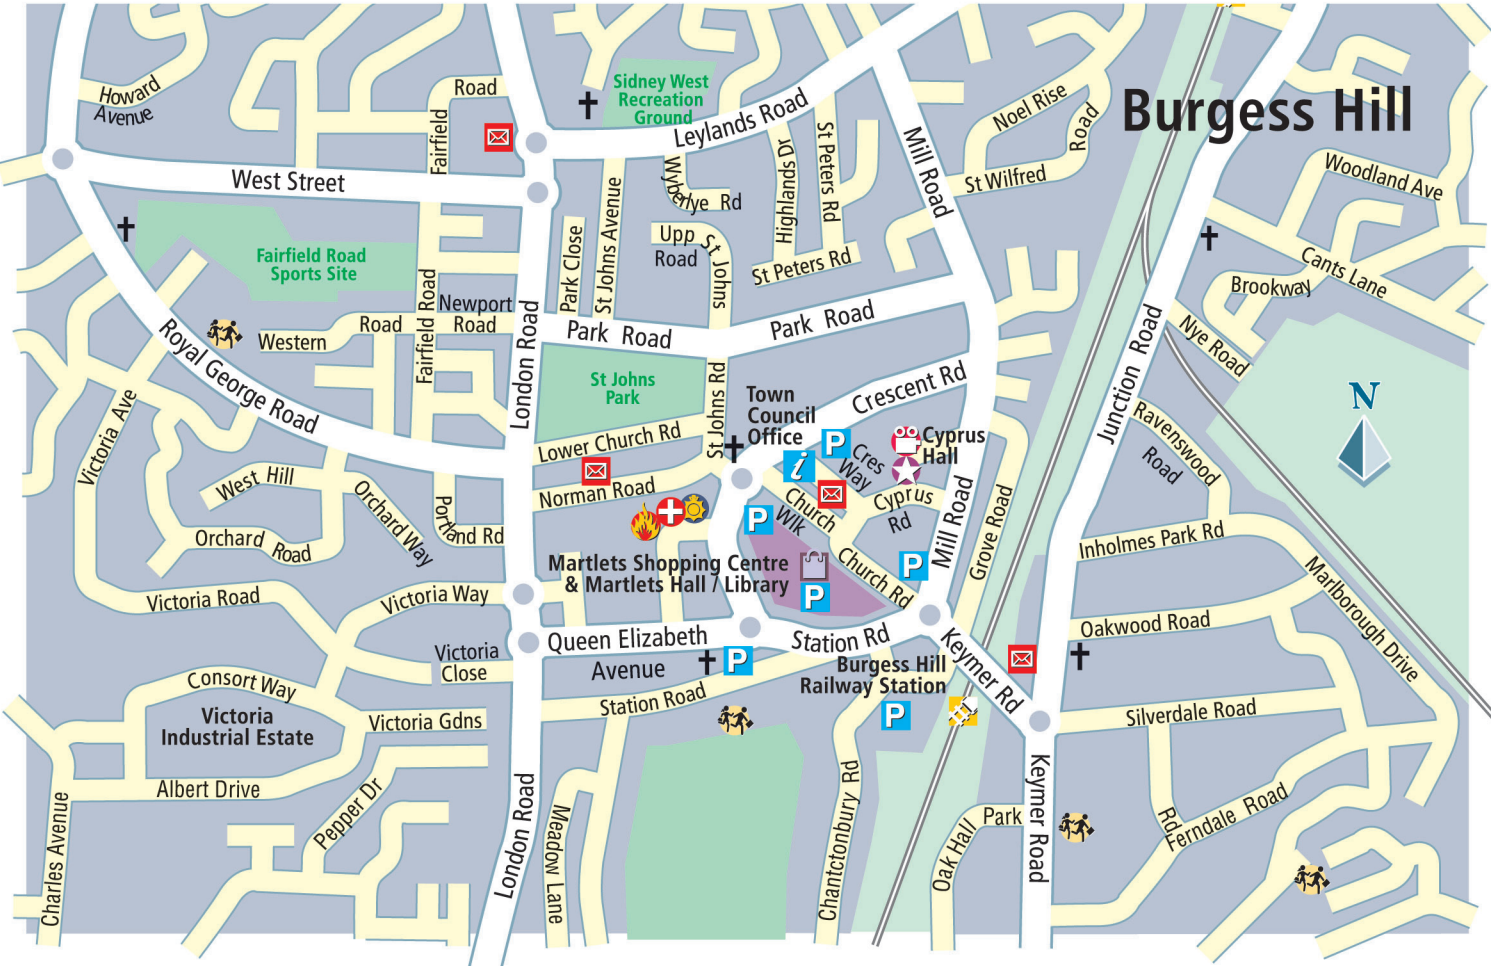 Burgess Hill
Howard
Avenue
Road
Fairfield
Sidney West
Recreation
Ground
Leylands Road
West Street
Wyberlye Rd
Highlands Dr
St Peters Rd
Mill Road
Noel Rise
Road
St Wilfred
Woodland Ave
Fairfield Road
Sports Site
Park Close
St Johns Avenue
Upp St Johns
Road
St Peters Rd
Cants Lane
Brookway
Newport
Road
Western
Road
Fairfield Road
London Road
Park Road
Park Road
Nye Road
Junction Road
Royal George Road
St Johns
Park
St Johns Rd
Town
Council
Office
Crescent Rd
N
Victoria Ave
Lower Church Rd
P
Cres
Way
Cyprus
Hall
Ravenswood
Road
West Hill
Orchard Way
Norman Road
i
Church
Wlk
Cyprus
Rd
Mill Road
Grove Road
Orchard Road
Portland Rd
P
Martlets Shopping Centre
& Martlets Hall / Library
P
Church Rd
P
Inholmes Park Rd
Marlborough Drive
Victoria Road
Victoria Way
Queen Elizabeth
Avenue
Station Rd
Oakwood Road
Victoria
Close
P
Burgess Hill
Railway Station
P
Keymer Rd
Consort Way
Victoria
Industrial Estate
Victoria Gdns
Station Road
Silverdale Road
Albert Drive
Pepper Dr
London Road
Meadow Lane
Chantctonbury Rd
Oak Hall
Park
Keymer Road
Rd
Ferndale Road
Charles Avenue